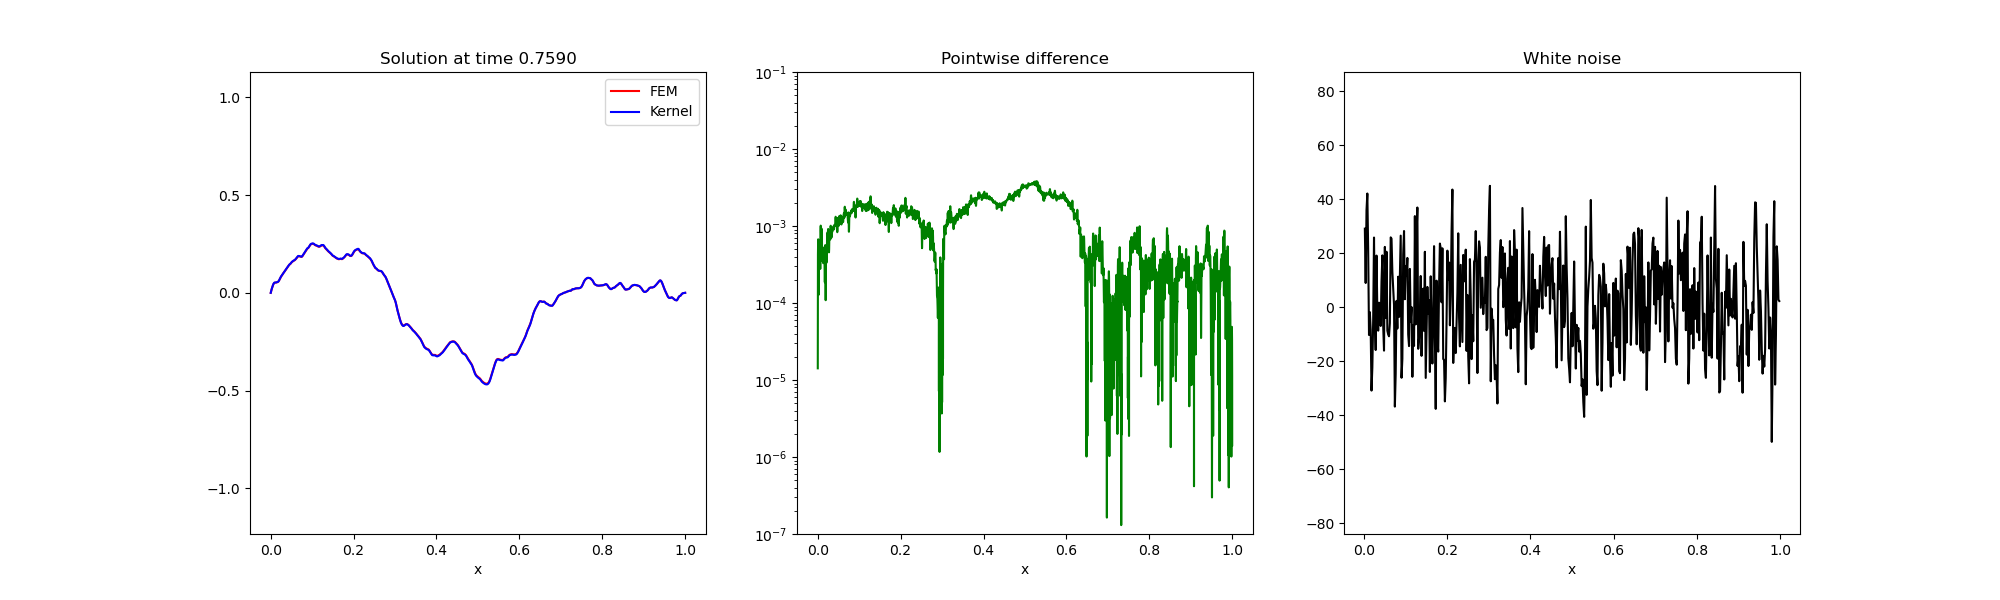 Solution at time 0.7590
1.0
0.5
0.0
−0.5
−1.0
0.0 0.2 0.4 0.6 0.8 1.0
x
FEM
Kernel
Pointwise difference
10⁻¹
10⁻²
10⁻³
10⁻⁴
10⁻⁵
10⁻⁶
10⁻⁷
0.0 0.2 0.4 0.6 0.8 1.0
x
White noise
80
60
40
20
0
−20
−40
−60
−80
0.0 0.2 0.4 0.6 0.8 1.0
x